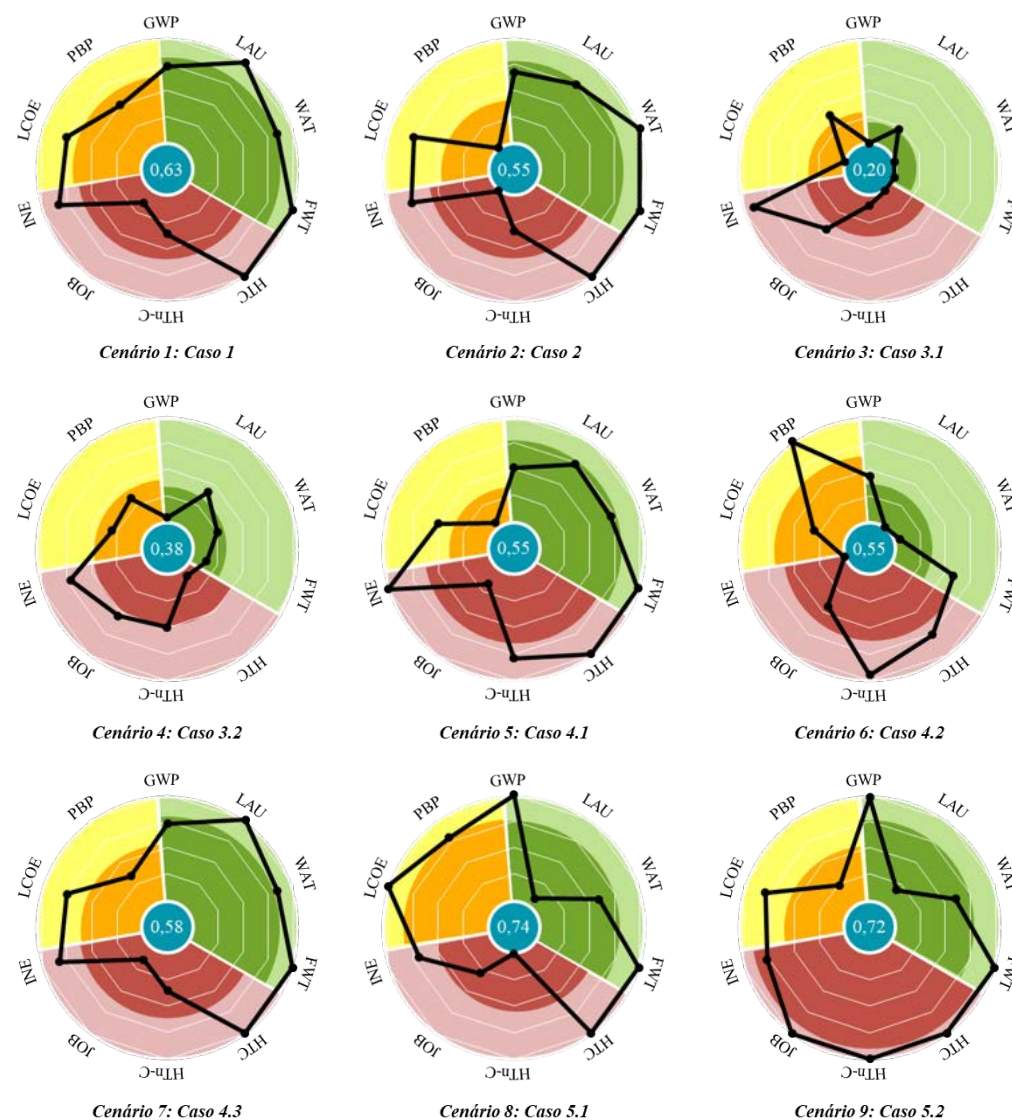 GWP
PBP
LAU
LCOE
WAT
0,63
INE
FWT
JOB
HTC
HTn-C
Cenário 1: Caso 1
GWP
PBP
LAU
LCOE
WAT
0,55
INE
FWT
JOB
HTC
HTn-C
Cenário 2: Caso 2
GWP
PBP
LAU
LCOE
WAT
0,20
INE
FWT
JOB
HTC
HTn-C
Cenário 3: Caso 3.1
GWP
PBP
LAU
LCOE
WAT
0,38
INE
FWT
JOB
HTC
HTn-C
Cenário 4: Caso 3.2
GWP
PBP
LAU
LCOE
WAT
0,55
INE
FWT
JOB
HTC
HTn-C
Cenário 5: Caso 4.1
GWP
PBP
LAU
LCOE
WAT
0,55
INE
FWT
JOB
HTC
HTn-C
Cenário 6: Caso 4.2
GWP
PBP
LAU
LCOE
WAT
0,58
INE
FWT
JOB
HTC
HTn-C
Cenário 7: Caso 4.3
GWP
PBP
LAU
LCOE
WAT
0,74
INE
FWT
JOB
HTC
HTn-C
Cenário 8: Caso 5.1
GWP
PBP
LAU
LCOE
WAT
0,72
INE
FWT
JOB
HTC
HTn-C
Cenário 9: Caso 5.2